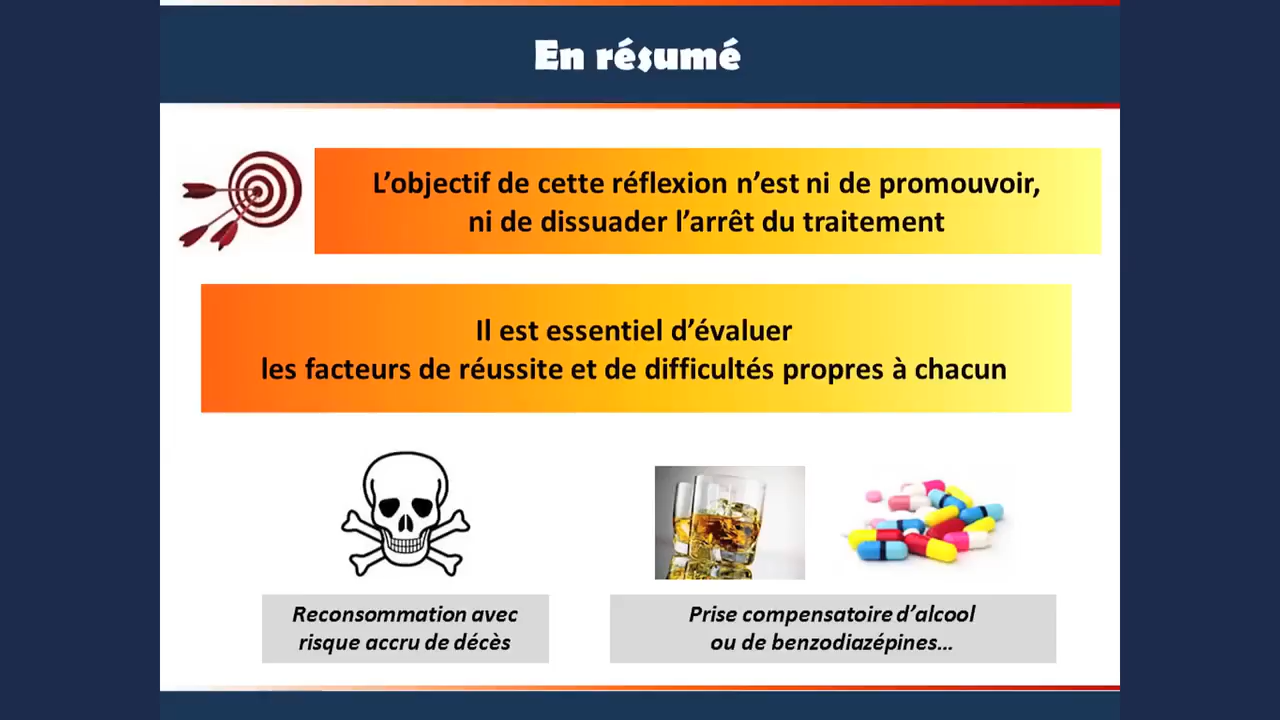 En résumé
L’objectif de cette réflexion n’est ni de promouvoir,
ni de dissuader l’arrêt du traitement
Il est essentiel d’évaluer
les facteurs de réussite et de difficultés propres à chacun
Reconsommation avec
risque accru de décès
Prise compensatoire d’alcool
ou de benzodiazépines...